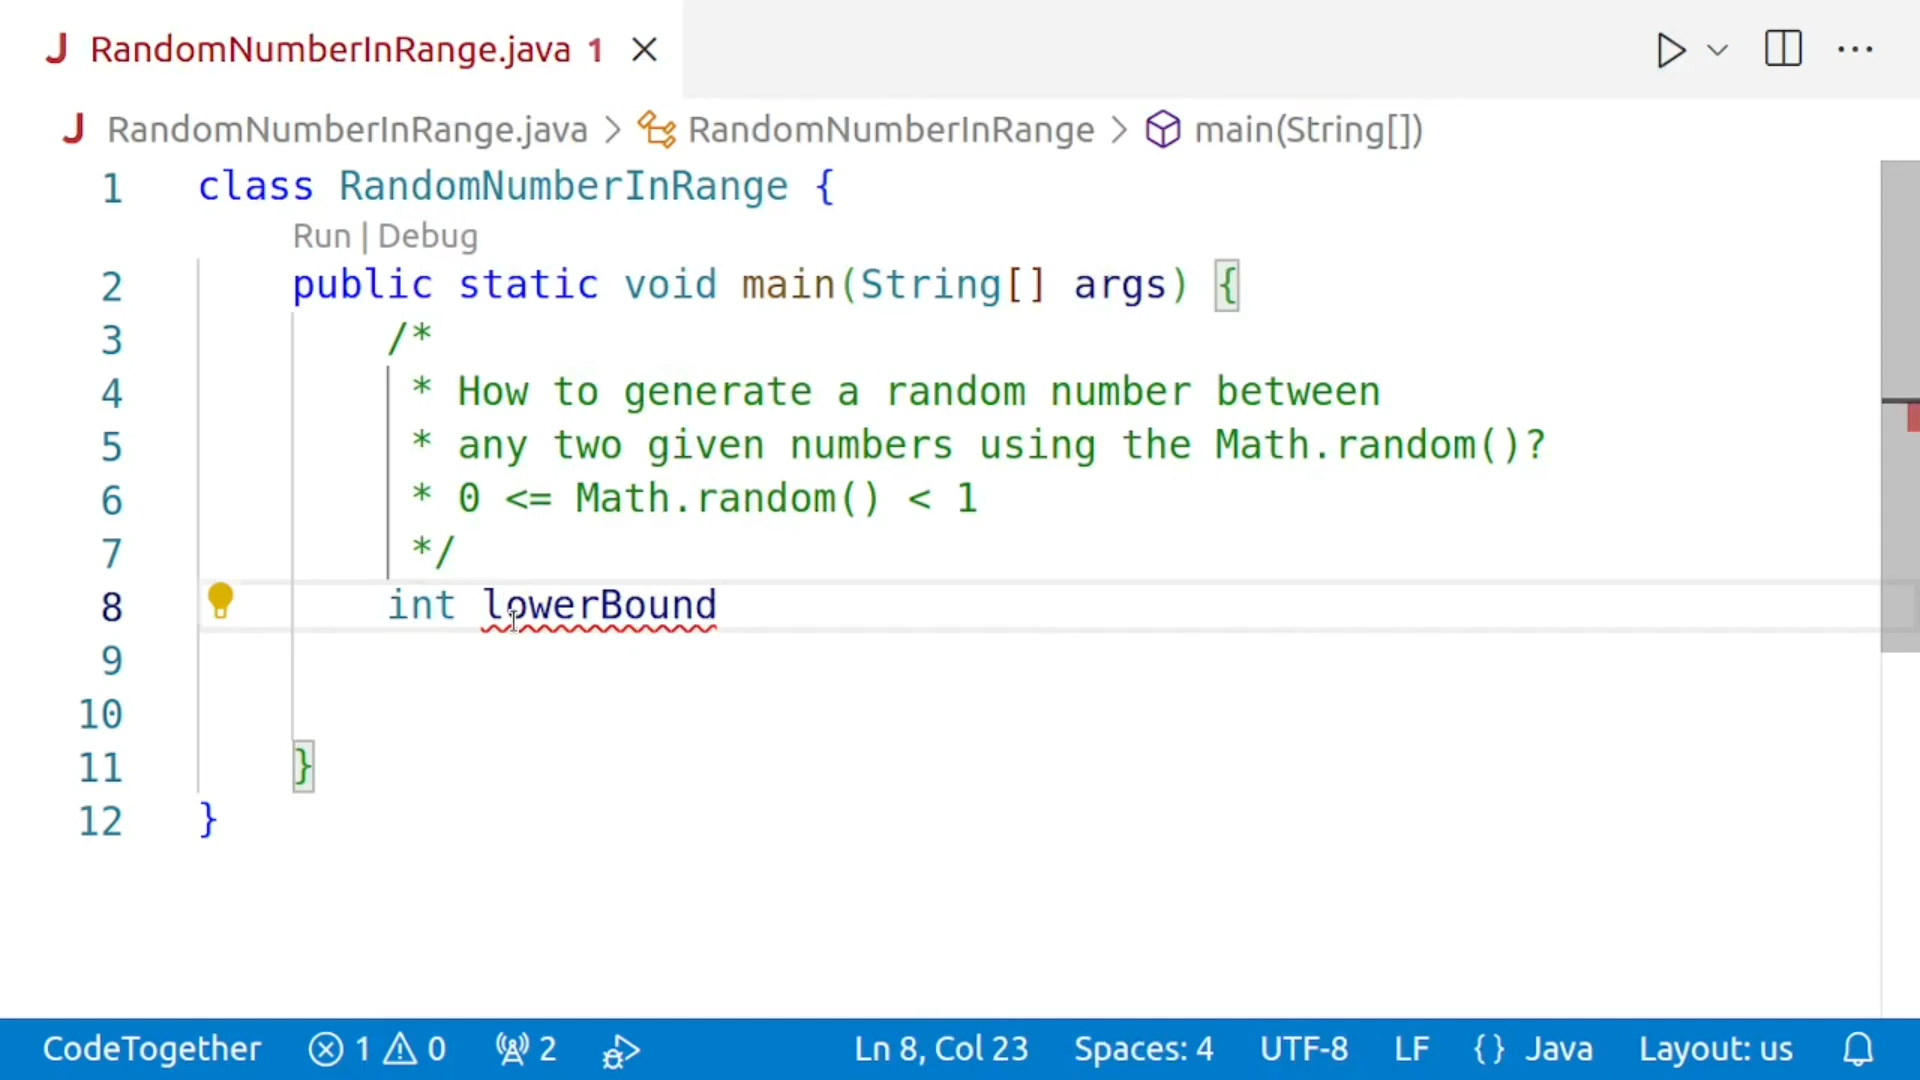 J RandomNumberInRange.java 1
J RandomNumberInRange.java > RandomNumberInRange > main(String[])
1 class RandomNumberInRange {
Run | Debug
2 public static void main(String[] args) {
3 /*
4 * How to generate a random number between
5 * any two given numbers using the Math.random()?
6 * 0 <= Math.random() < 1
7 */
8 int lowerBound
9
10
11 }
12 }
CodeTogether 1 0 2 Ln 8, Col 23 Spaces: 4 UTF-8 LF {} Java Layout: us